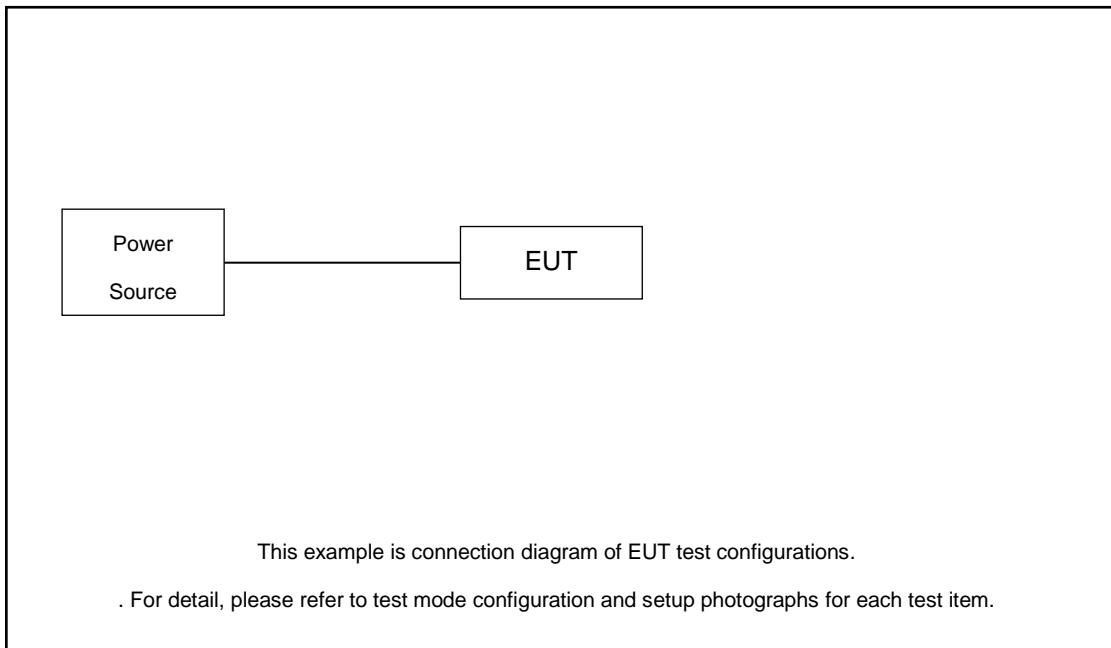 Power
Source
EUT
This example is connection diagram of EUT test configurations.
. For detail, please refer to test mode configuration and setup photographs for each test item.